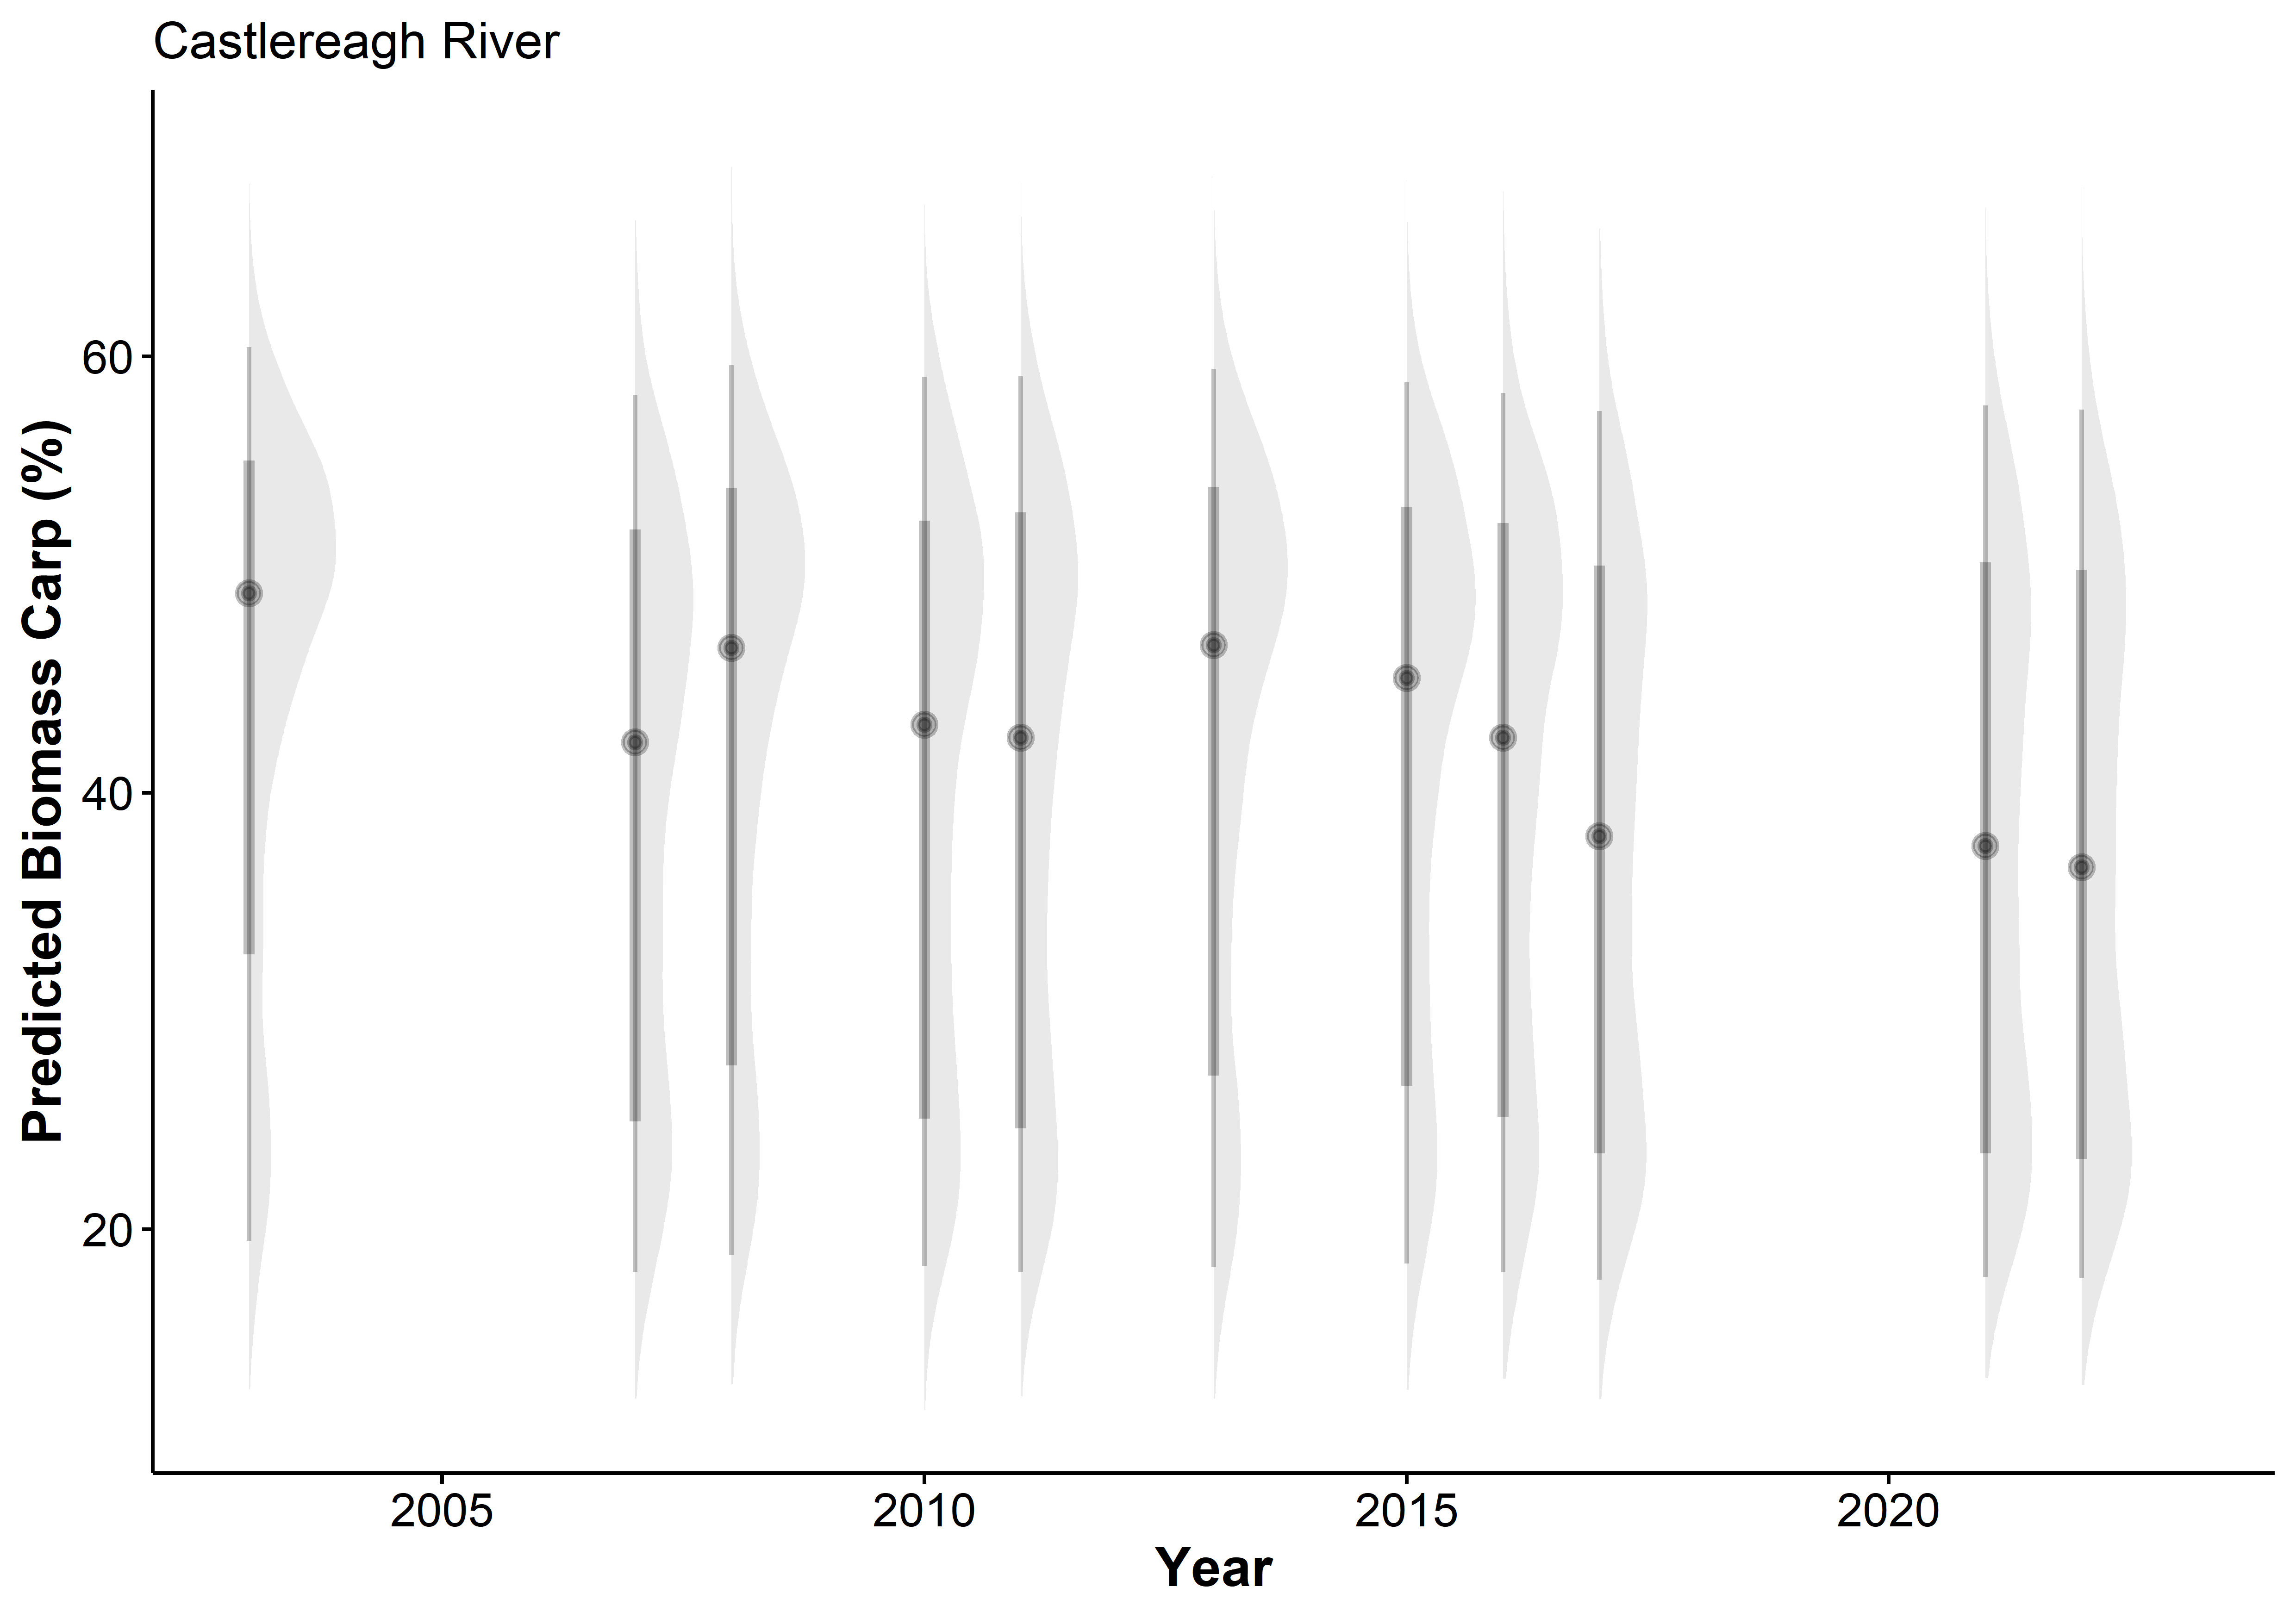 Castlereagh River
Predicted Biomass Carp (%)
60
40
20
2005 2010 2015 2020
Year